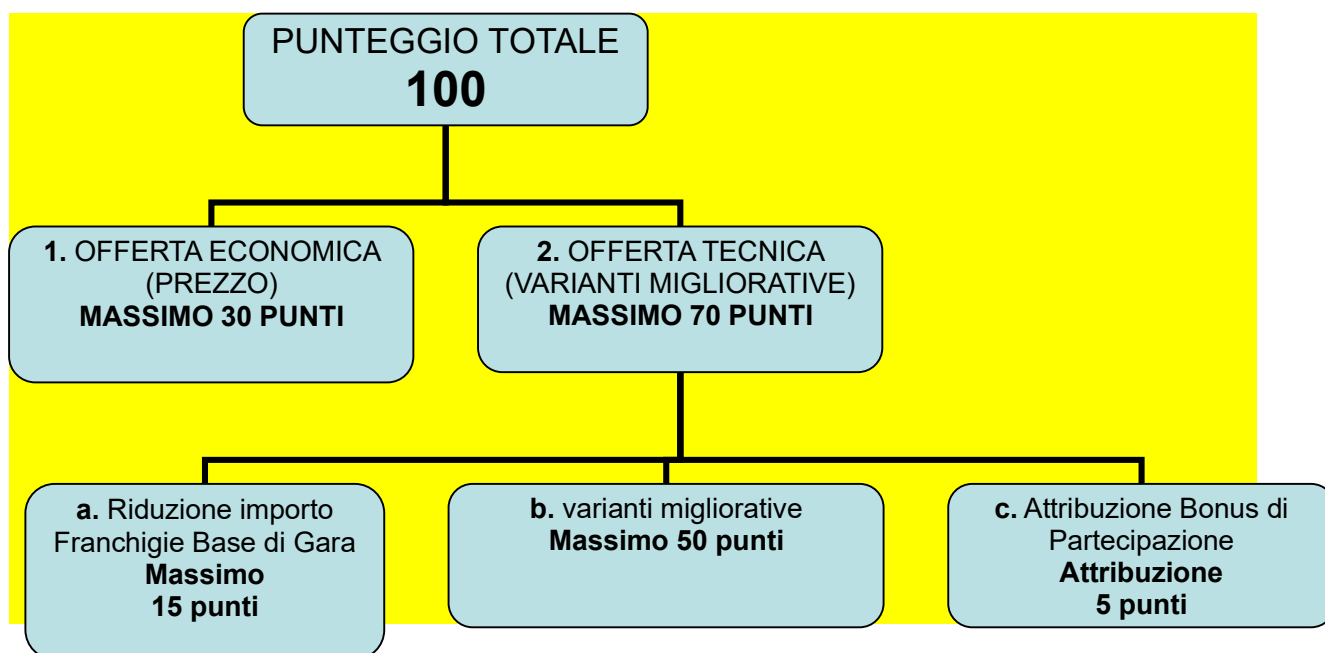 PUNTEGGIO TOTALE
100
1. OFFERTA ECONOMICA
(PREZZO)
MASSIMO 30 PUNTI
2. OFFERTA TECNICA
(VARIANTI MIGLIORATIVE)
MASSIMO 70 PUNTI
a. Riduzione importo
Franchigie Base di Gara
Massimo
15 punti
b. varianti migliorative
Massimo 50 punti
c. Attribuzione Bonus di
Partecipazione
Attribuzione
5 punti